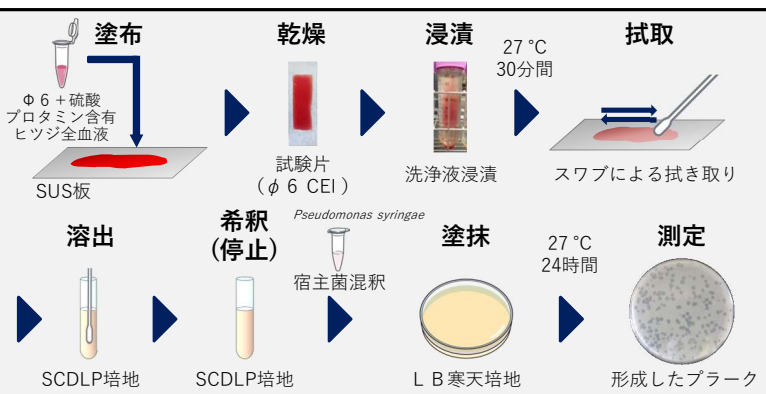 塗布
乾燥
浸漬
27 ℃
30分間
拭取
Φ６＋硫酸
プロタミン含有
ヒツジ全血液
SUS板
試験片
（φ６ CEI）
洗浄液浸漬
スワブによる拭き取り
溶出
希釈
(停止)
Pseudomonas syringae
宿主菌混釈
塗抹
27 ℃
24時間
測定
SCDLP培地
SCDLP培地
ＬＢ寒天培地
形成したプラーク